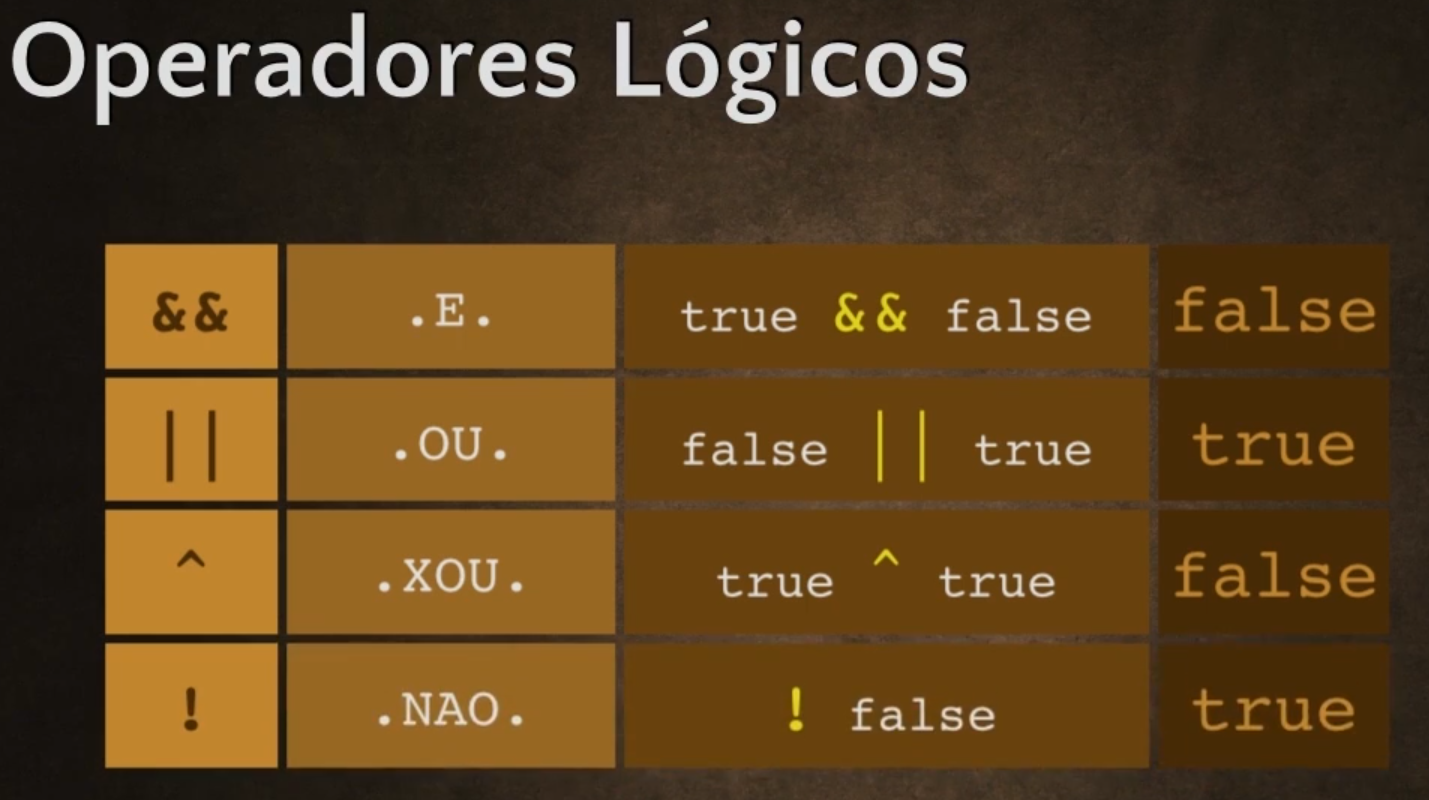 Operadores Lógicos
&& .E. true && false false
|| .OU. false || true true
^ .XOU. true ^ true false
! .NAO. ! false true